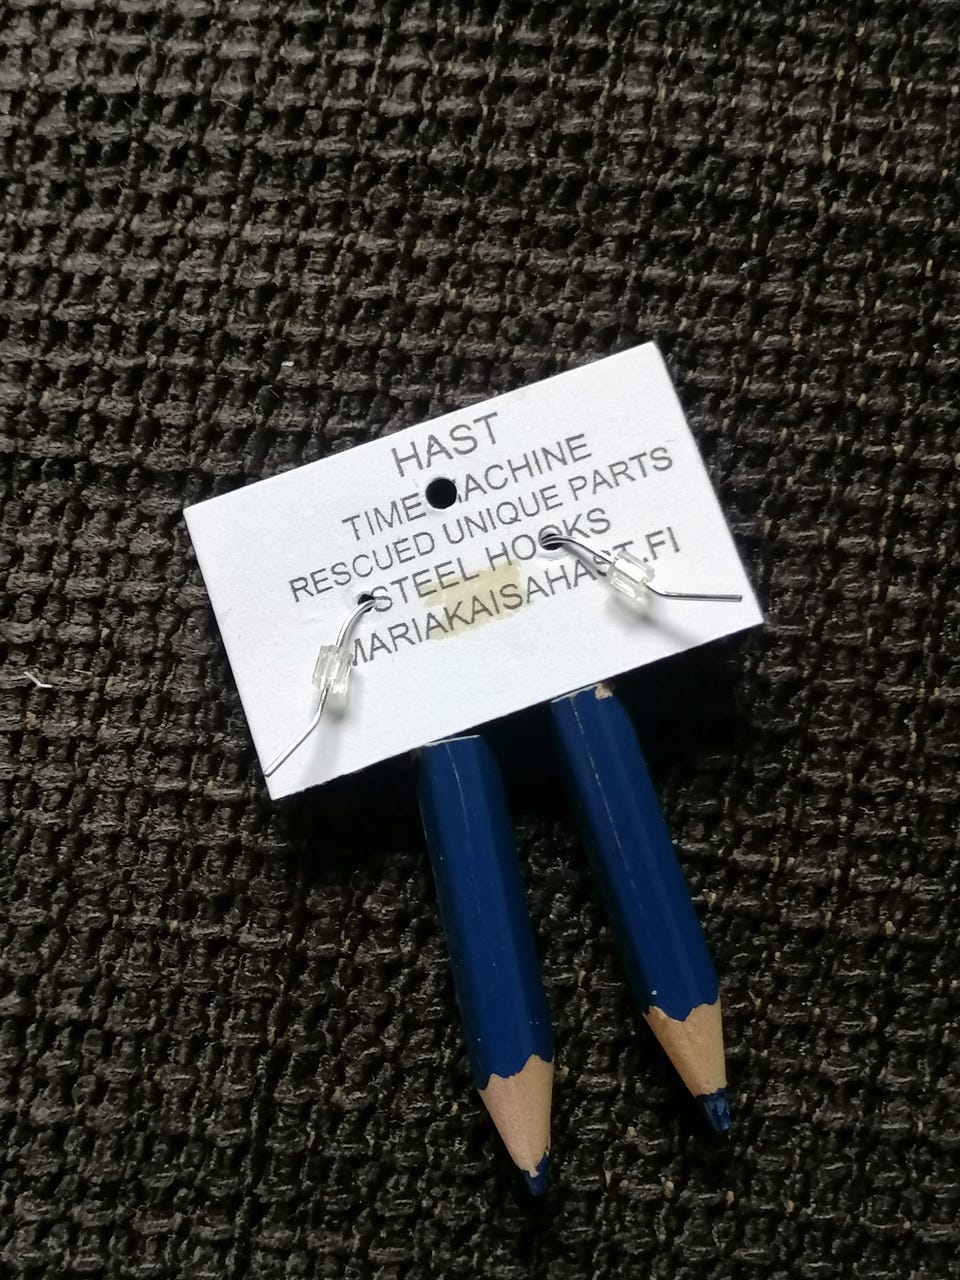 HAST
TIME MACHINE
RESCUED UNIQUE PARTS
STEEL HOOKS
MARIAKAISAHAST.FI